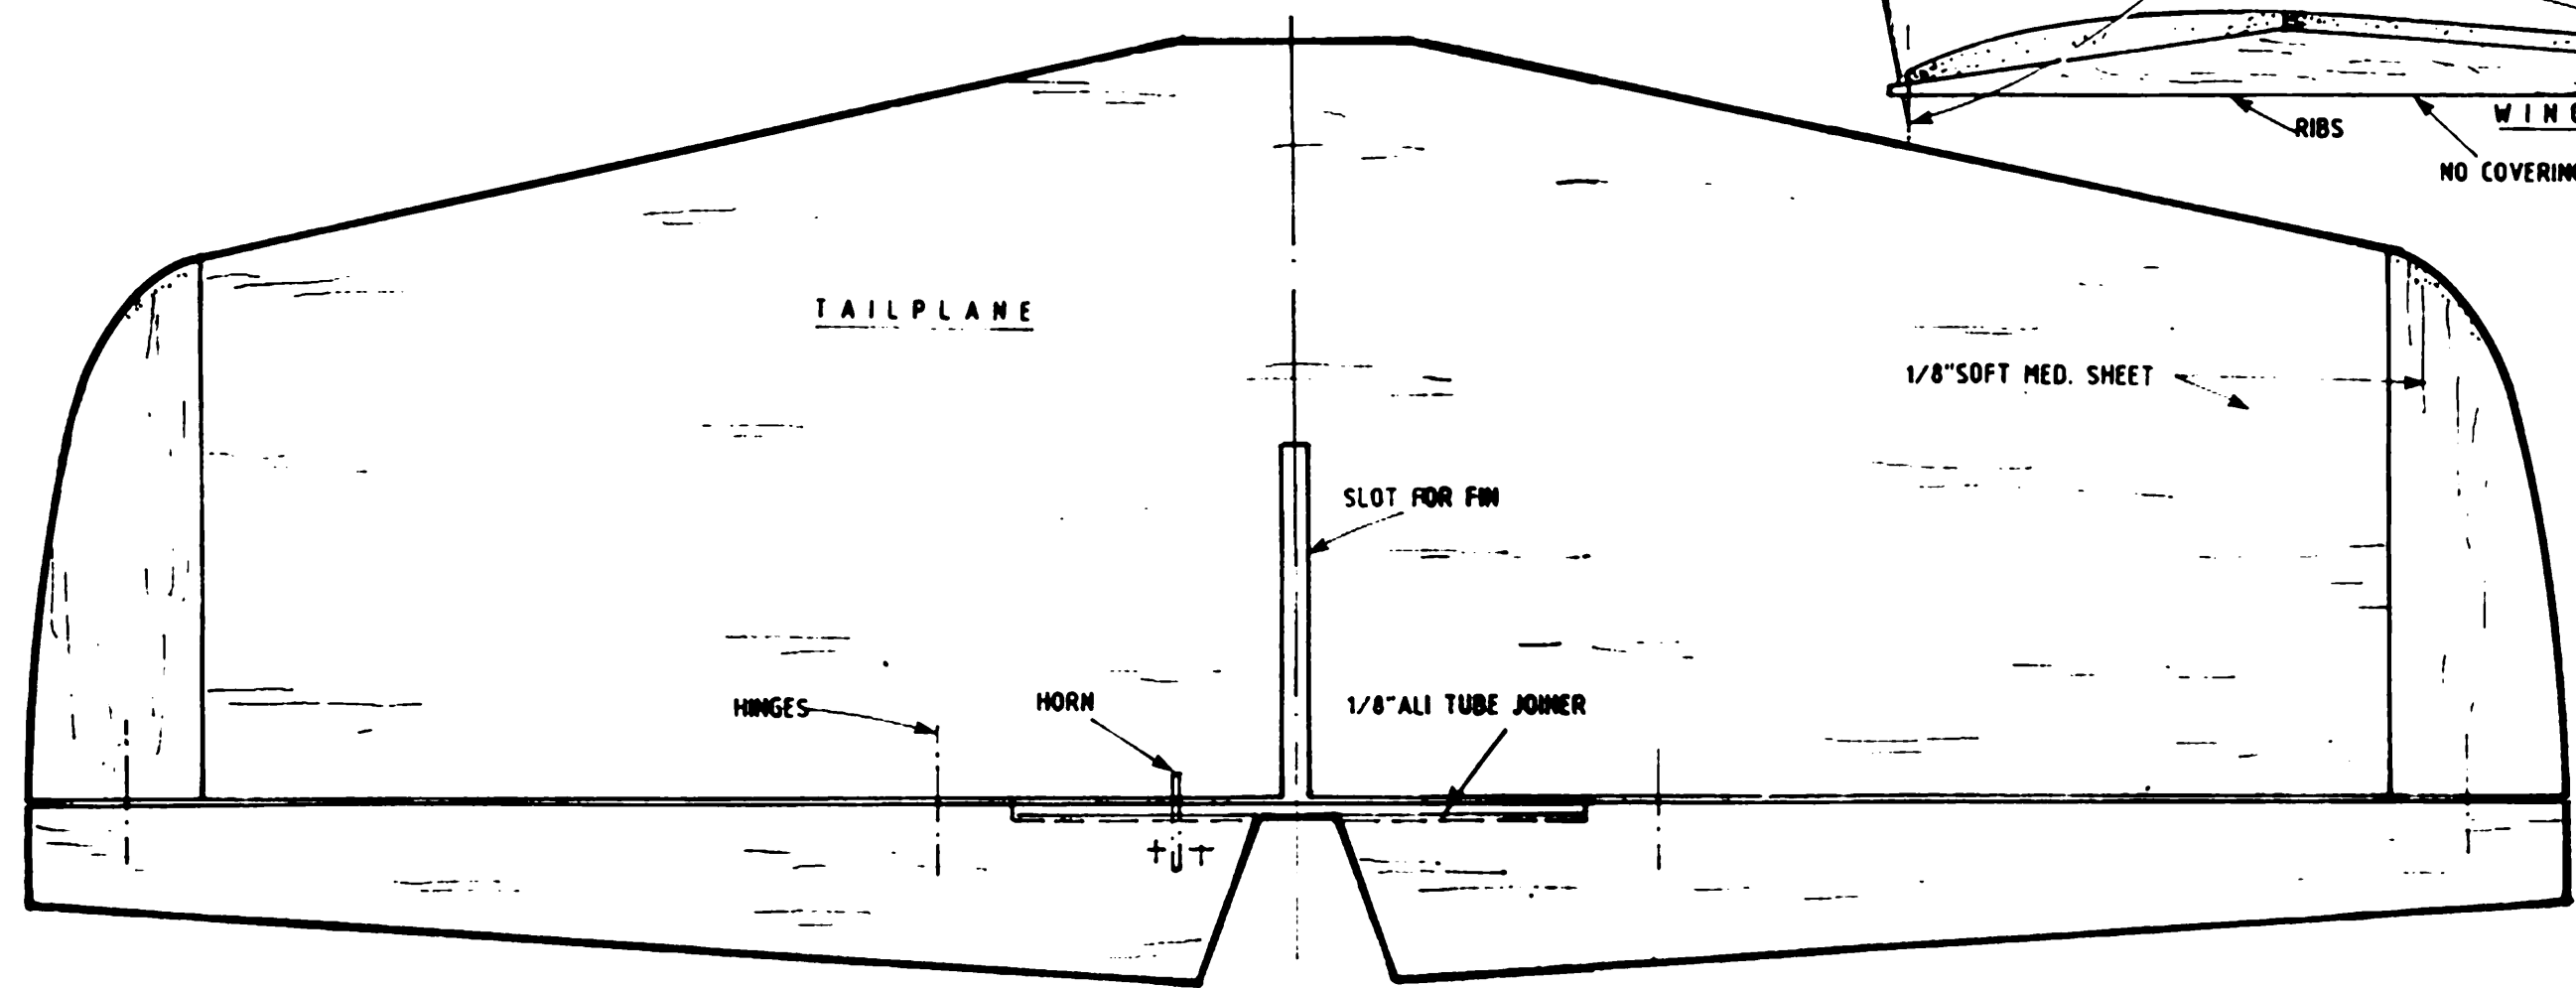 RIBS
NO COVERING
TAILPLANE
1/8"SOFT MED. SHEET
SLOT FOR FIN
HINGES
HORN
1/8"ALI TUBE JOINER